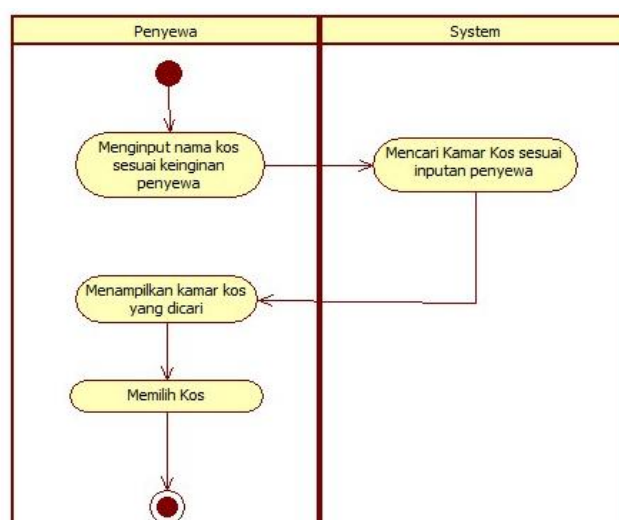 Penyewa
System
Menginput nama kos
sesuai keinginan
penyewa
Mencari Kamar Kos sesuai
inputan penyewa
Menampilkan kamar kos
yang dicari
Memilih Kos